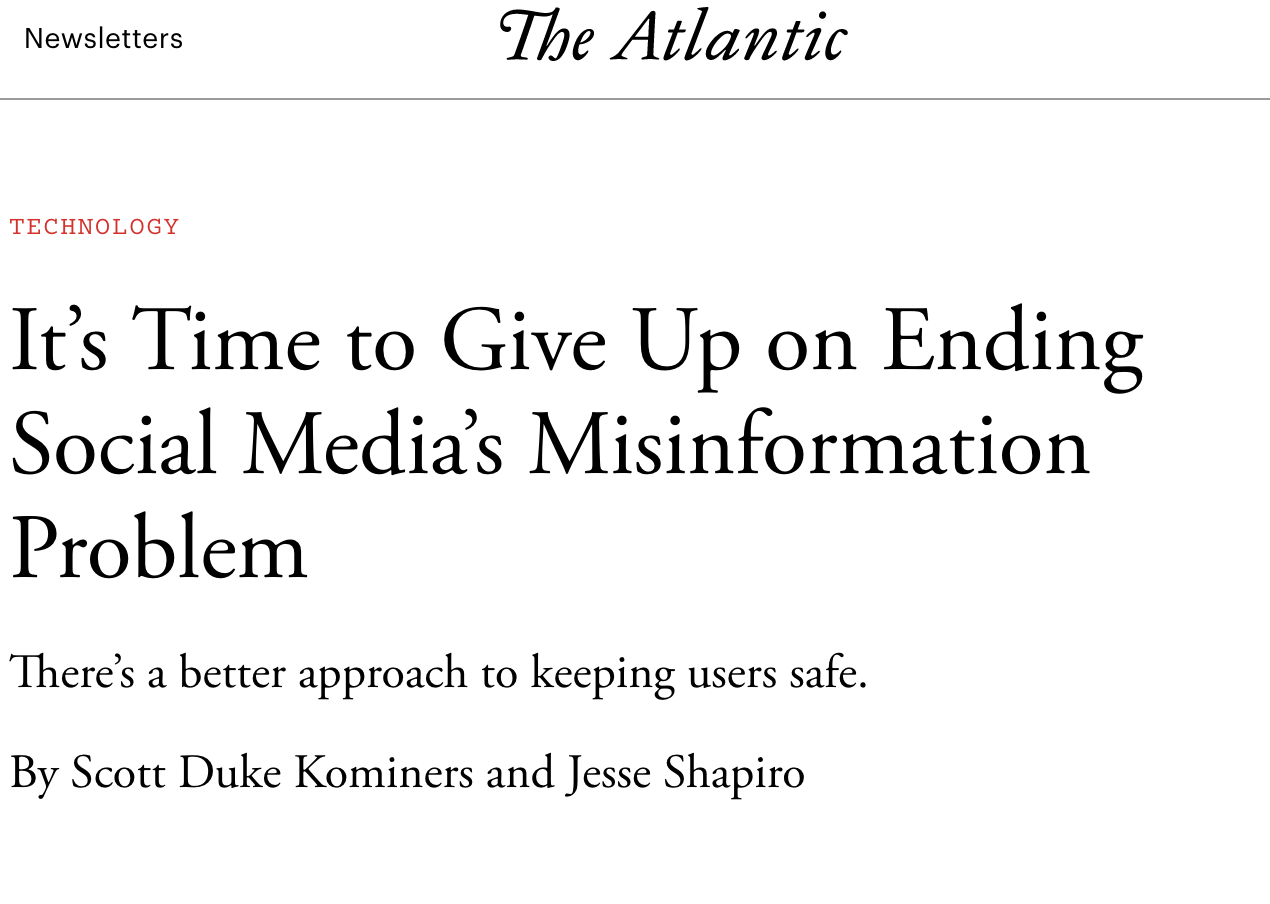 Newsletters
The Atlantic
TECHNOLOGY
It’s Time to Give Up on Ending
Social Media’s Misinformation
Problem
There’s a better approach to keeping users safe.
By Scott Duke Kominers and Jesse Shapiro